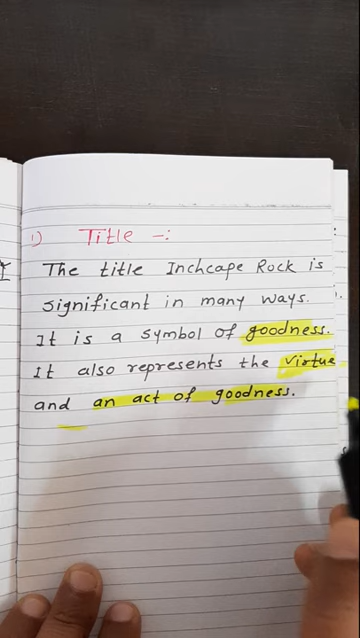 1) Title -:
The title Inchcape Rock is
significant in many ways.
It is a symbol of goodness.
It also represents the virtue
and an act of goodness.